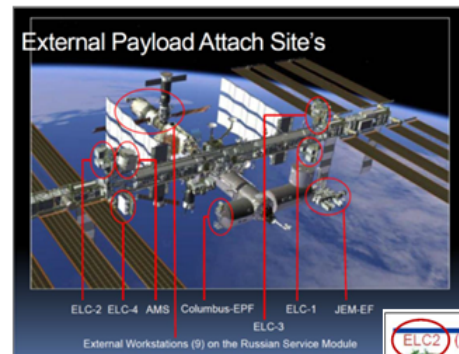 External Payload Attach Site's
ELC-2 ELC-4 AMS Columbus-EPF ELC-1 JEM-EF
ELC-3
External Workstations (9) on the Russian Service Module
ELC2 (